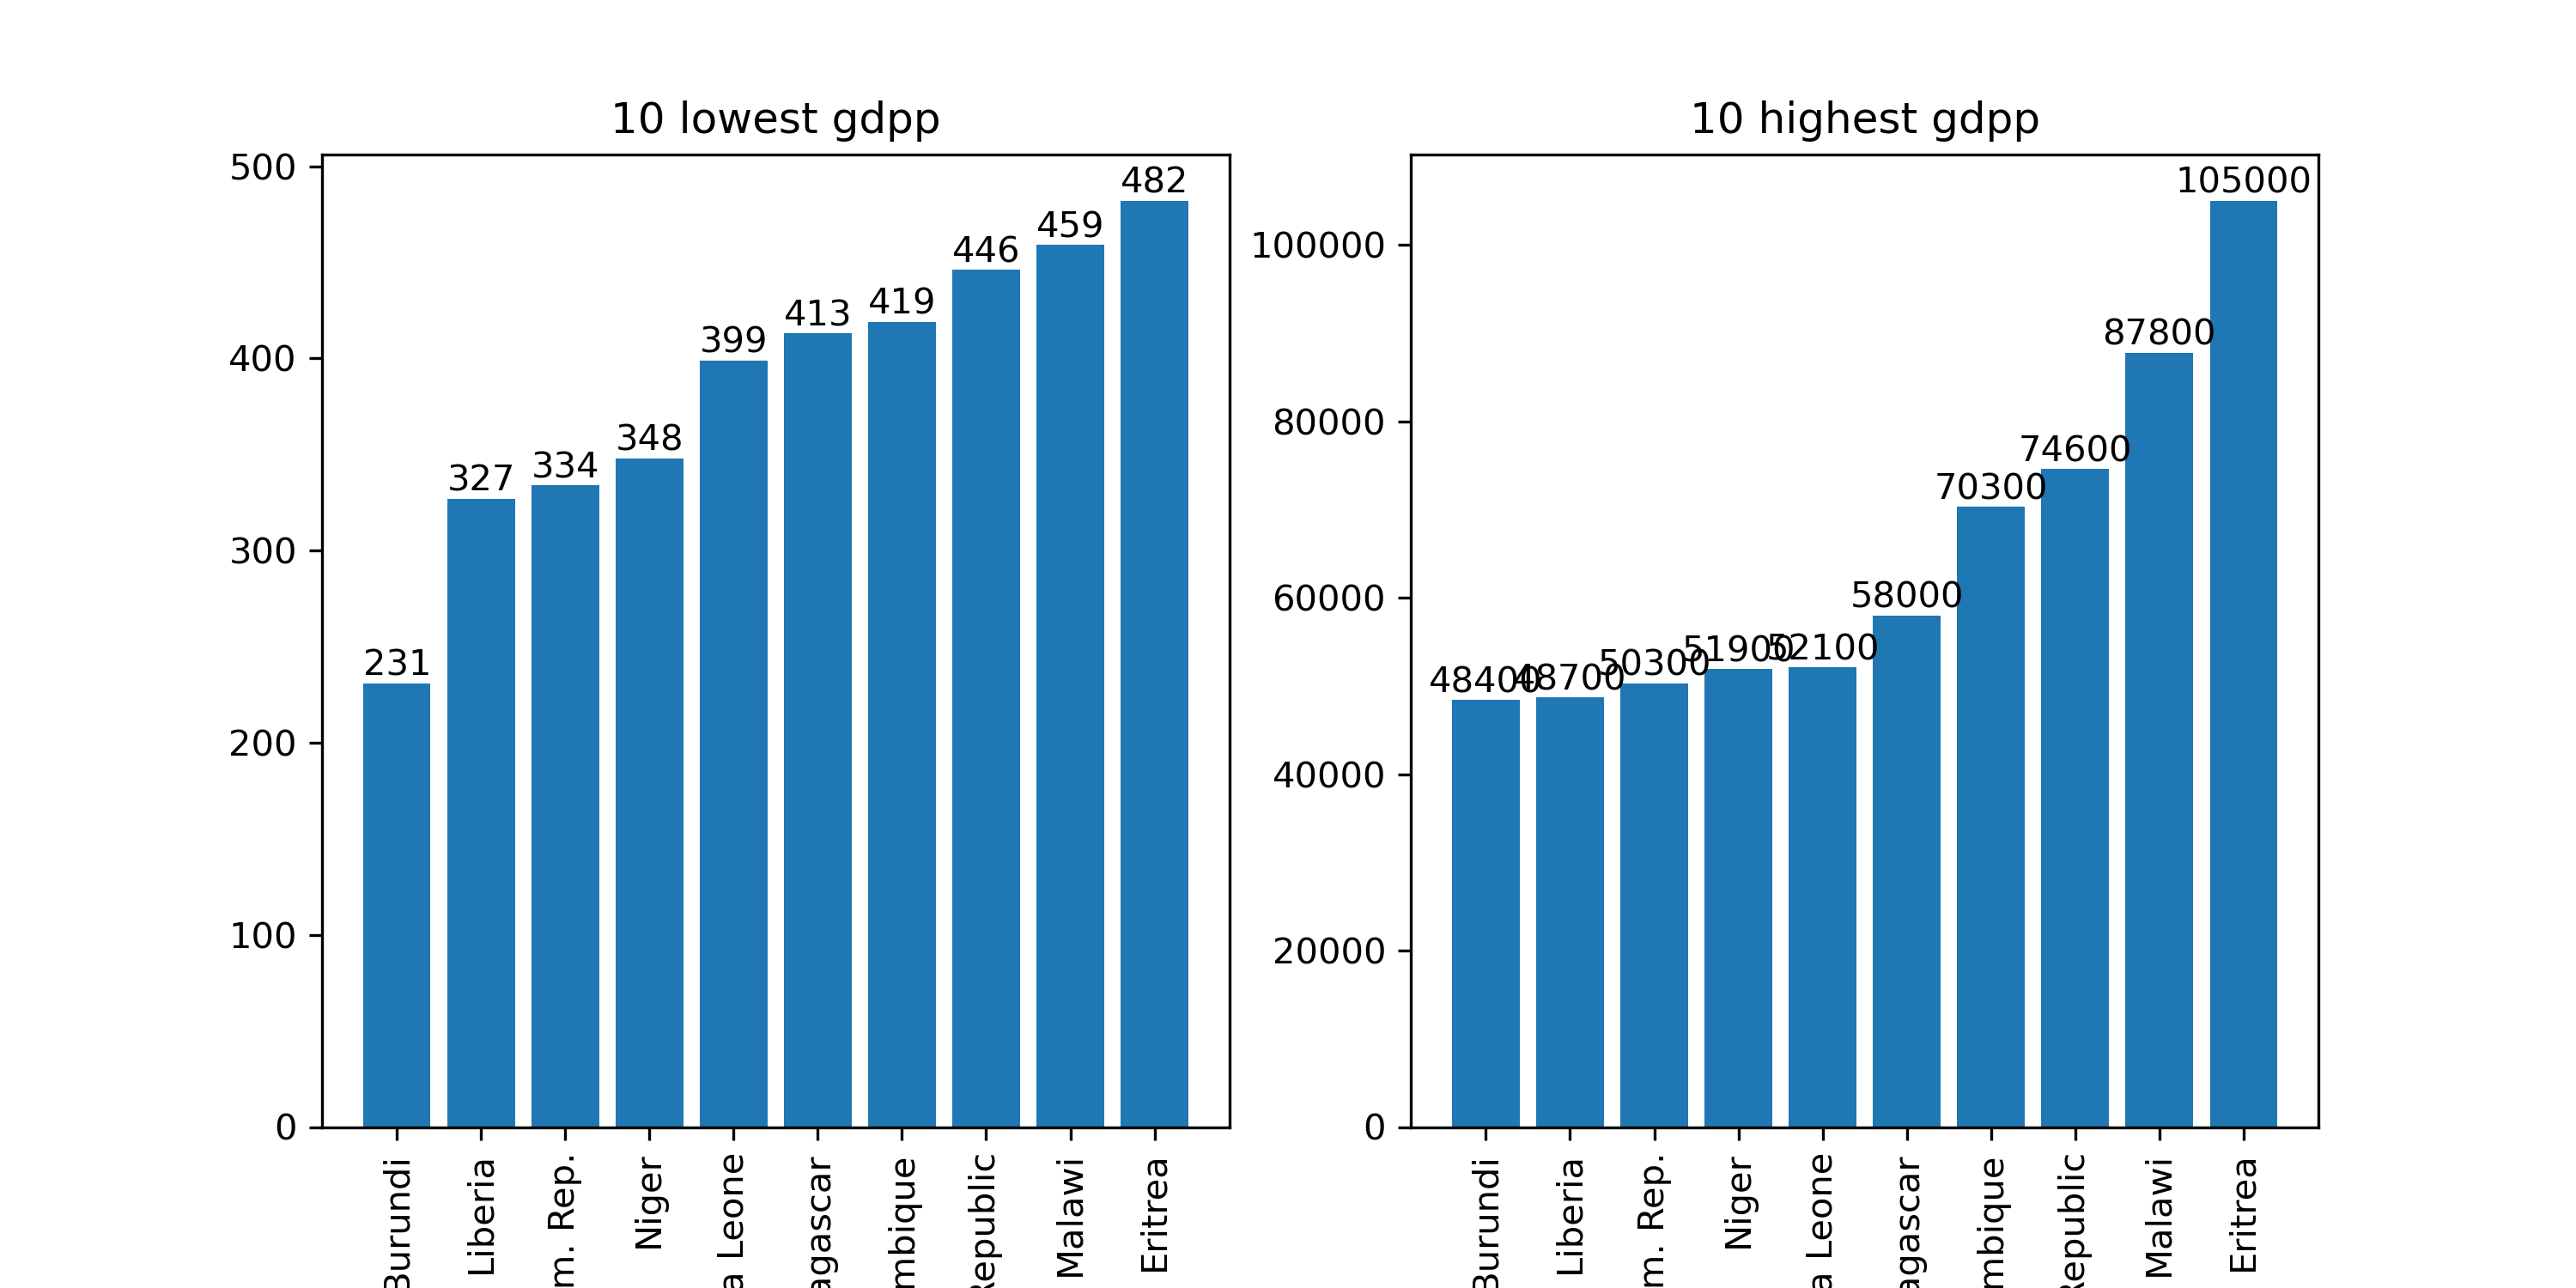 10 lowest gdpp
500
400
300
200
100
0
231
327
334
348
399
413
419
446
459
482
Burundi
Liberia
m. Rep.
Niger
a Leone
agascar
mbique
Republic
Malawi
Eritrea
10 highest gdpp
100000
80000
60000
40000
20000
0
48400
48700
50300
51900
52100
58000
70300
74600
87800
105000
Burundi
Liberia
m. Rep.
Niger
a Leone
agascar
mbique
Republic
Malawi
Eritrea